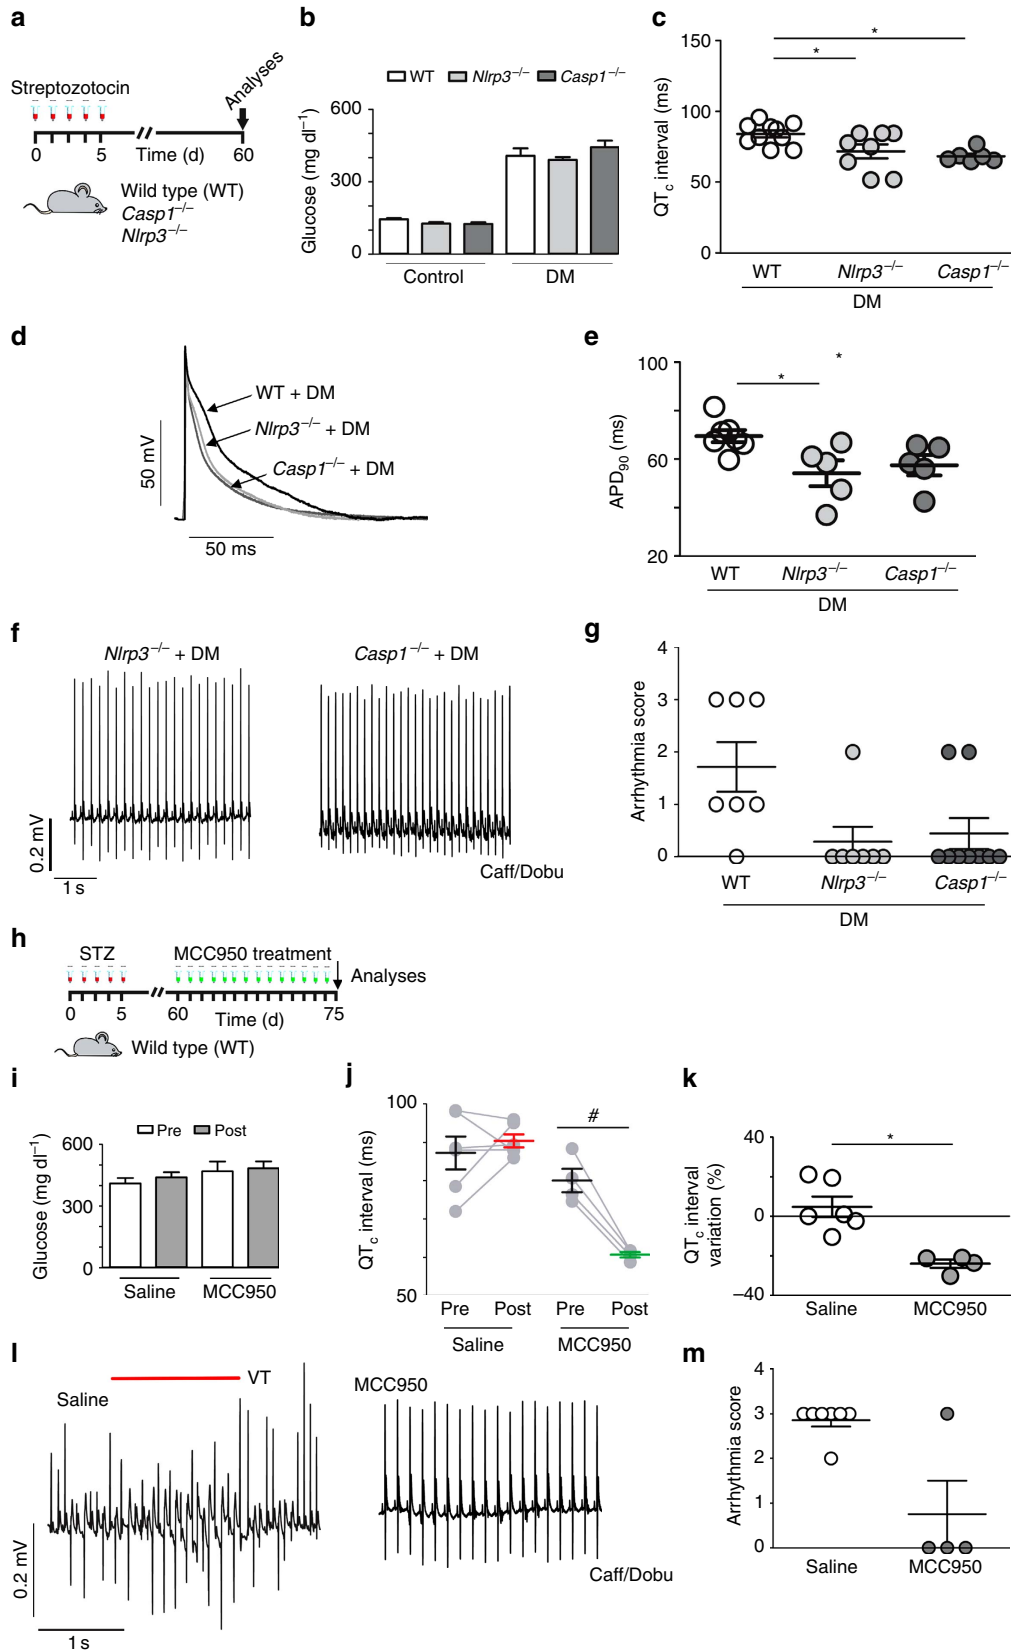 a
Streptozotocin
Analyses
0 5 Time (d) 60
Wild type (WT)
Casp1−/−
Nlrp3−/−
b
WT Nlrp3−/− Casp1−/−
Glucose (mg dl−1)
600
300
0
Control DM
c
* 
*
QTc interval (ms)
150
100
50
0
WT Nlrp3−/− Casp1−/−
DM
d
WT + DM
Nlrp3−/− + DM
Casp1−/− + DM
50 mV
50 ms
e
*
*
APD90 (ms)
100
60
20
WT Nlrp3−/− Casp1−/−
DM
f
Nlrp3−/− + DM Casp1−/− + DM
0.2 mV
1 s
Caff/Dobu
g
Arrhythmia score
4
3
2
1
0
WT Nlrp3−/− Casp1−/−
DM
h
STZ MCC950 treatment
Analyses
0 5 60 Time (d) 75
Wild type (WT)
i
Pre Post
Glucose (mg dl−1)
600
300
0
Saline MCC950
j
#
QTc interval (ms)
100
50
Pre Post Pre Post
Saline MCC950
k
*
QTc interval
variation (%)
40
0
−40
Saline MCC950
l
Saline VT
MCC950
0.2 mV
1 s
Caff/Dobu
m
Arrhythmia score
4
3
2
1
0
Saline MCC950